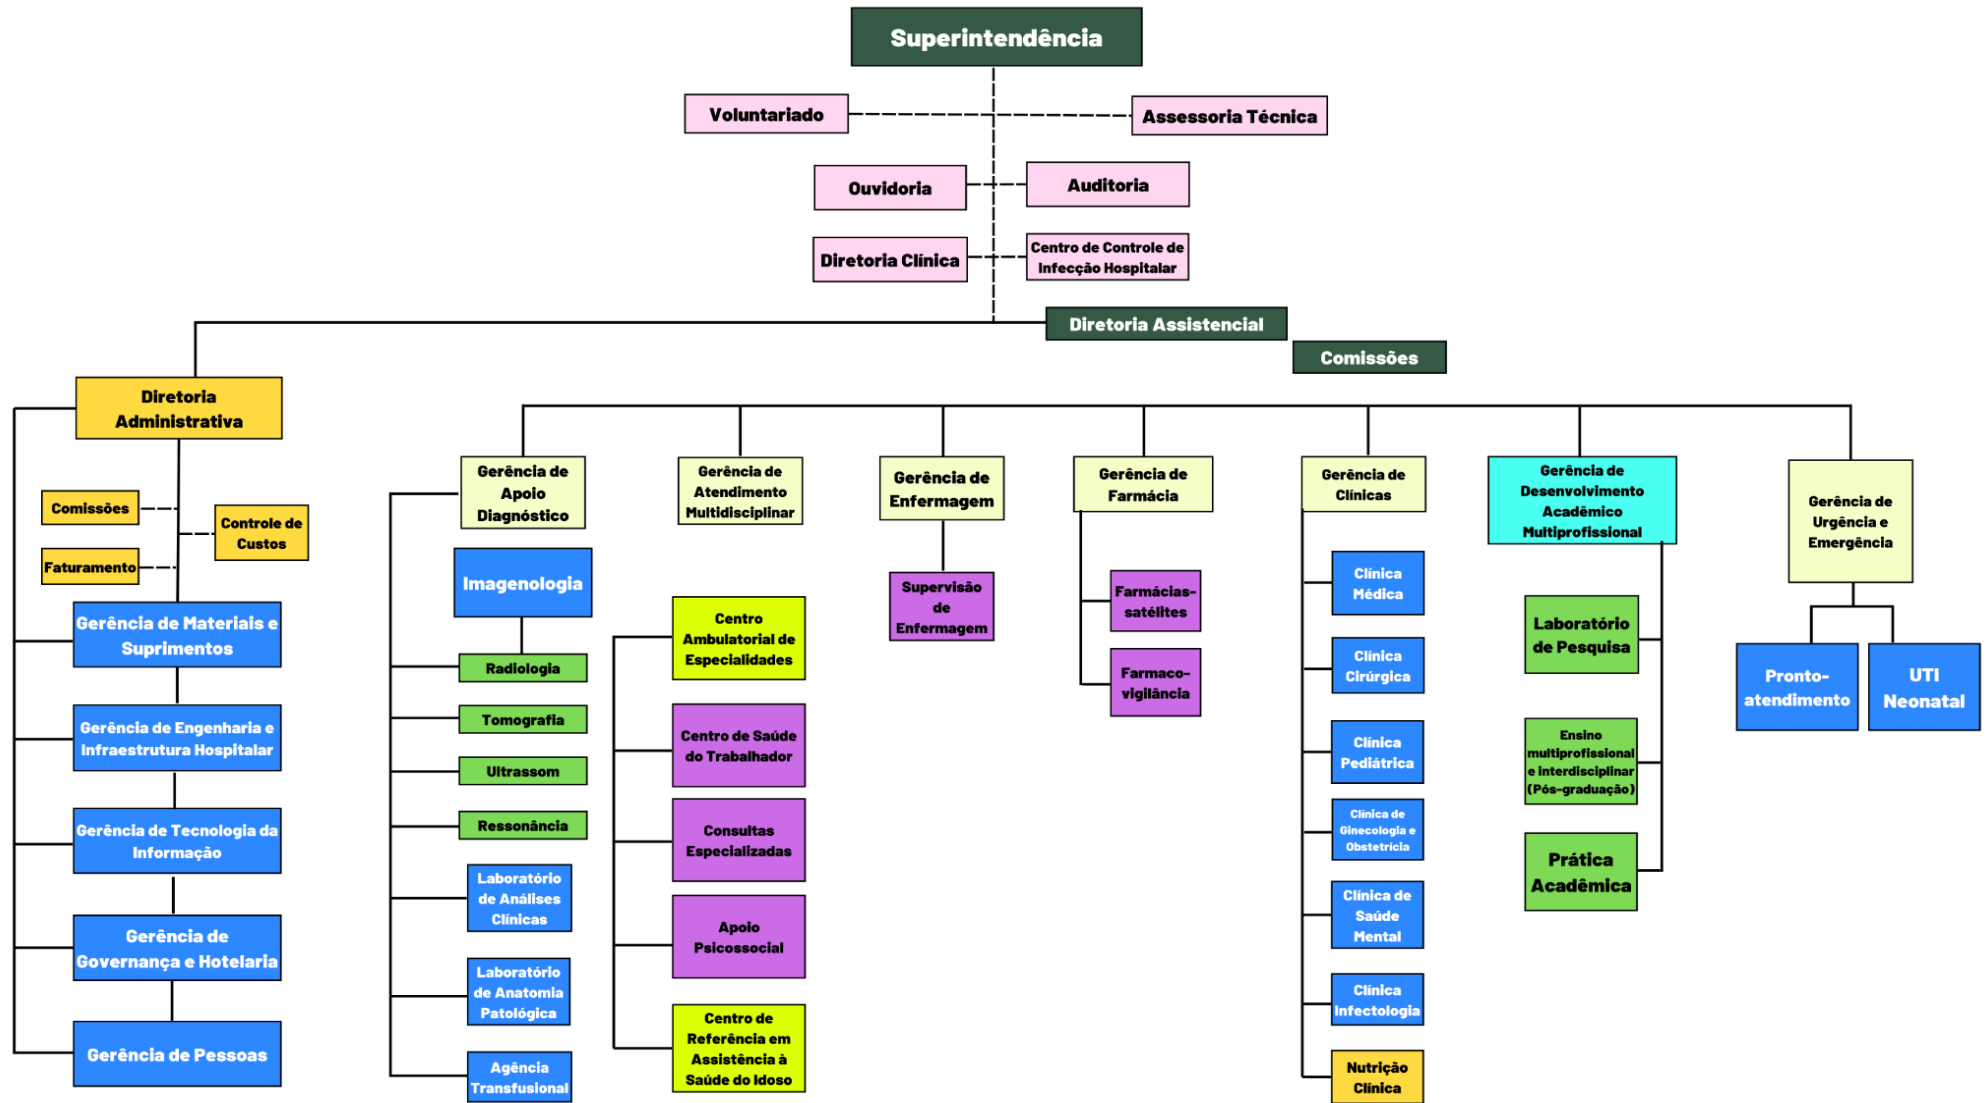 Superintendência
Voluntariado
Assessoria Técnica
Ouvidoria
Auditoria
Diretoria Clínica
Centro de Controle de
Infecção Hospitalar
Diretoria Assistencial
Comissões
Diretoria
Administrativa
Comissões
Controle de
Custos
Faturamento
Gerência de Materiais e
Suprimentos
Gerência de Engenharia e
Infraestrutura Hospitalar
Gerência de Tecnologia da
Informação
Gerência de
Governança e Hotelaria
Gerência de Pessoas
Gerência de
Apoio
Diagnóstico
Imagenologia
Radiologia
Tomografia
Ultrassom
Ressonância
Laboratório
de Análises
Clínicas
Laboratório
de Anatomia
Patológica
Agência
Transfusional
Gerência de
Atendimento
Multidisciplinar
Centro
Ambulatorial de
Especialidades
Centro de Saúde
do Trabalhador
Consultas
Especializadas
Apoio
Psicossocial
Centro de
Referência em
Assistência à
Saúde do Idoso
Gerência de
Enfermagem
Supervisão
de
Enfermagem
Gerência de
Farmácia
Farmácias-
satélites
Farmaco-
vigilância
Gerência de
Clínicas
Clínica
Médica
Clínica
Cirúrgica
Clínica
Pediátrica
Clínica de
Ginecologia e
Obstetrícia
Clínica de
Saúde
Mental
Clínica
Infectologia
Nutrição
Clínica
Gerência de
Desenvolvimento
Acadêmico
Multiprofissional
Laboratório
de Pesquisa
Ensino
multiprofissional
e interdisciplinar
(Pós-graduação)
Prática
Acadêmica
Gerência de
Urgência e
Emergência
Pronto-
atendimento
UTI
Neonatal